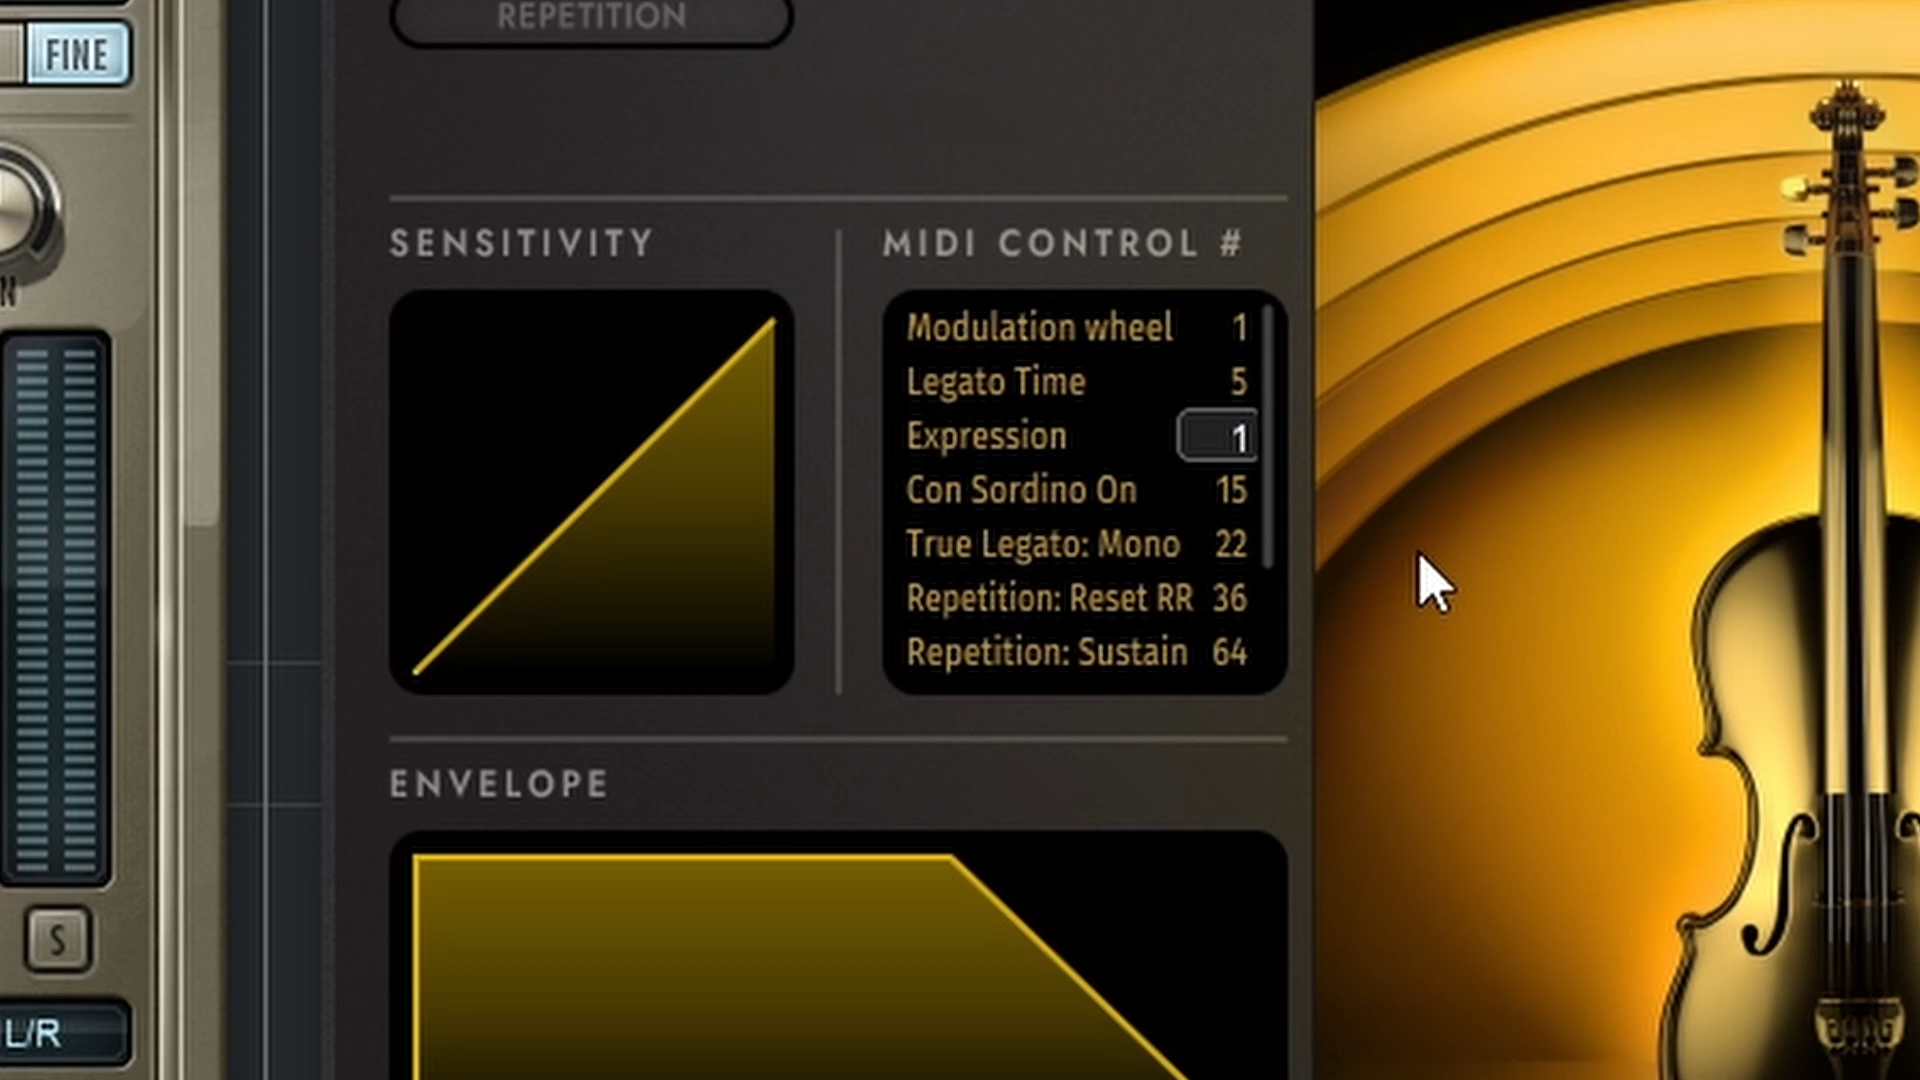 REPETITION
FINE
SENSITIVITY
MIDI CONTROL #
Modulation wheel 1
Legato Time 5
Expression 1
Con Sordino On 15
True Legato: Mono 22
Repetition: Reset RR 36
Repetition: Sustain 64
ENVELOPE
S
L/R